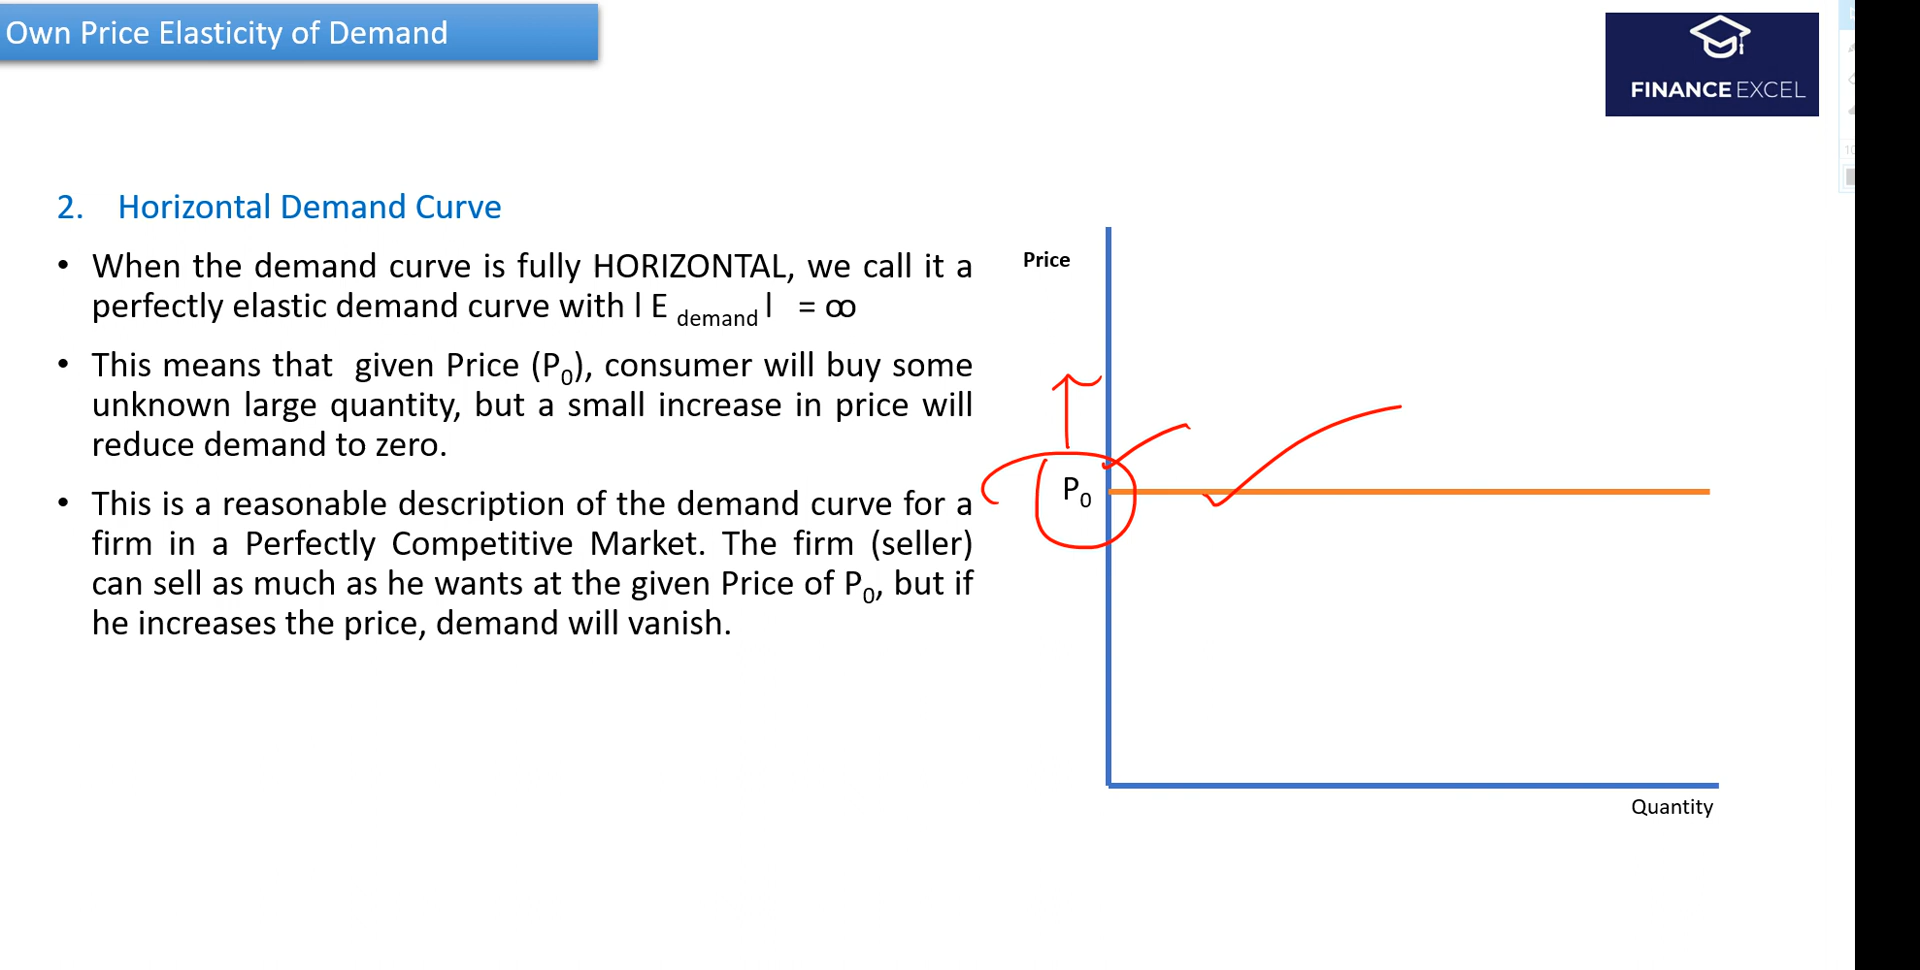 Own Price Elasticity of Demand
FINANCE EXCEL
2. Horizontal Demand Curve
• When the demand curve is fully HORIZONTAL, we call it a
perfectly elastic demand curve with | E demand | = ∞
• This means that given Price (P₀), consumer will buy some
unknown large quantity, but a small increase in price will
reduce demand to zero.
• This is a reasonable description of the demand curve for a
firm in a Perfectly Competitive Market. The firm (seller)
can sell as much as he wants at the given Price of P₀, but if
he increases the price, demand will vanish.
Price
P₀
Quantity